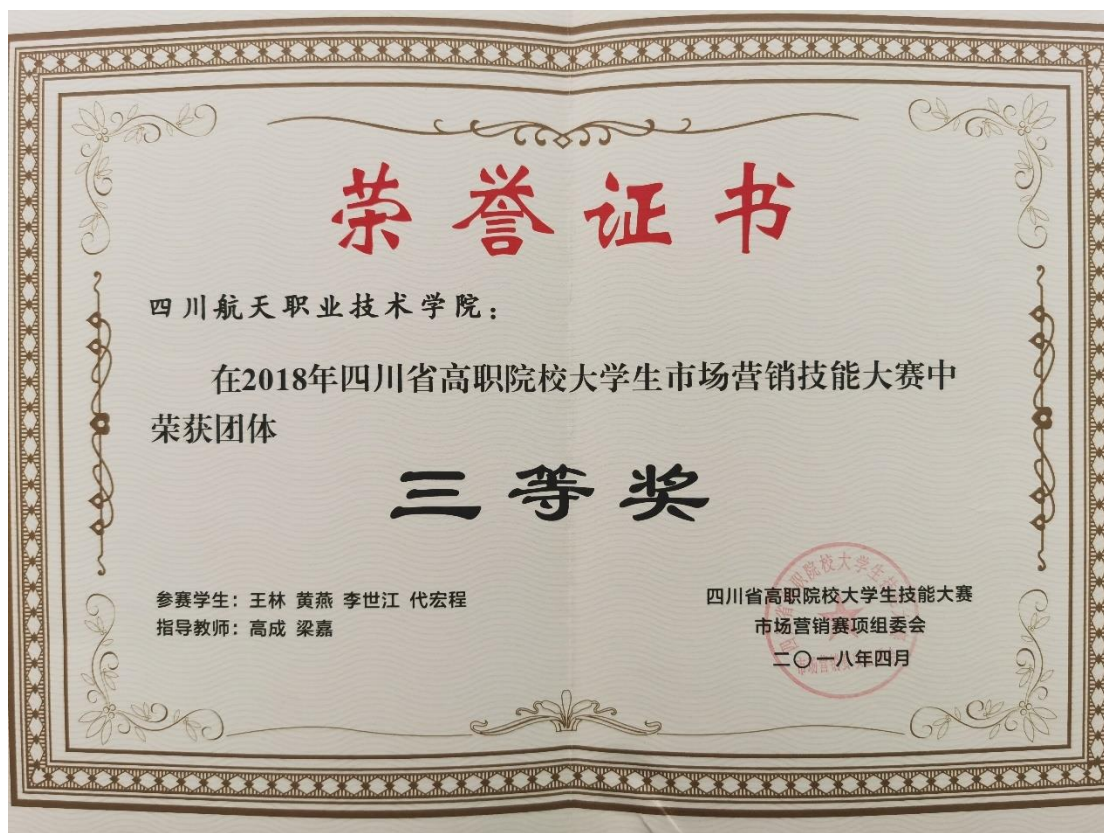 荣誉证书
四川航天职业技术学院：
在2018年四川省高职院校大学生市场营销技能大赛中
荣获团体
三等奖
参赛学生：王林 黄燕 李世江 代宏程
指导教师：高成 梁嘉
四川省高职院校大学生技能大赛
市场营销赛项组委会
二〇一八年四月